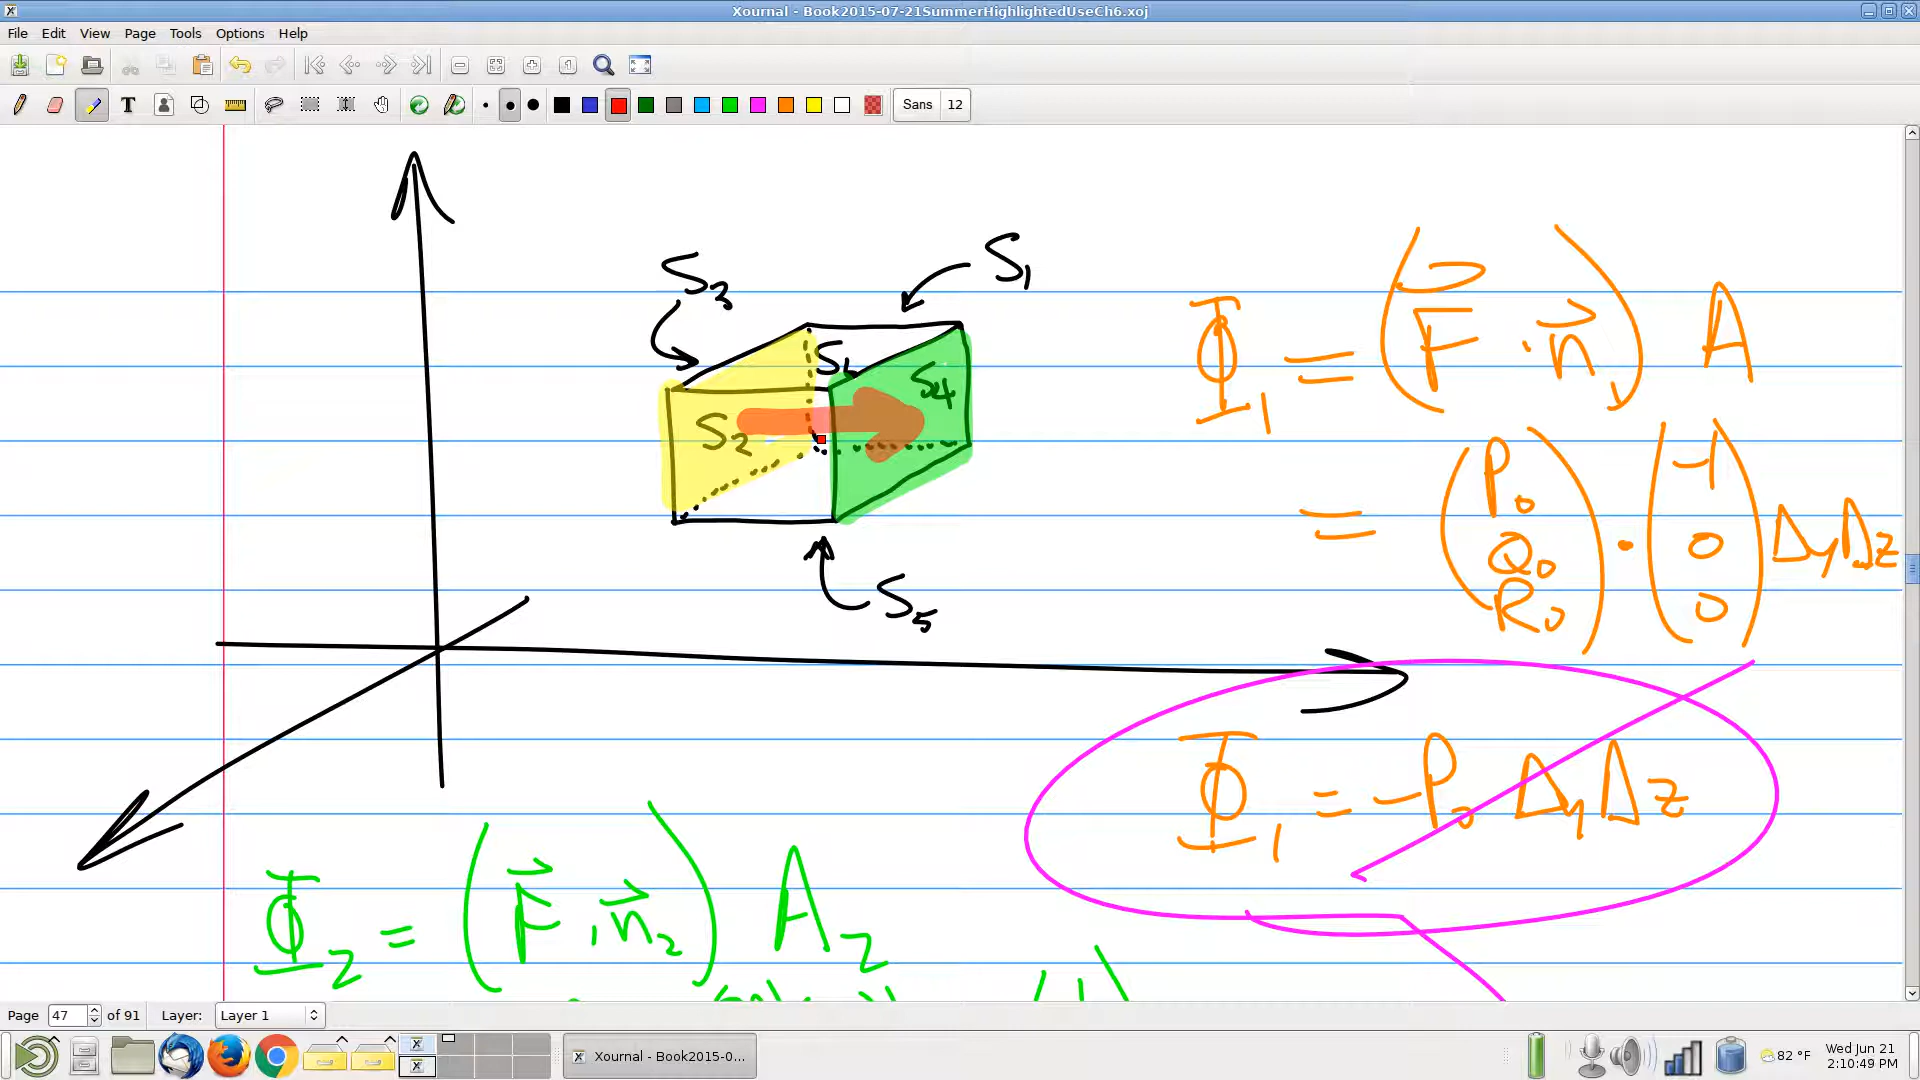 Xournal - Book2015-07-21SummerHighlightedUseCh6.xoj
File Edit View Page Tools Options Help
Sans 12
S3
S1
S6
S4
S2
S5
Φ1 = (F⃗ · n⃗) A
= (P0 Q0 R0) · (-1 0 0) ΔyΔz
Φ1 = -P0 ΔyΔz
Φ2 = (F⃗ · n⃗2) A2
Page 47 of 91 Layer: Layer 1
Xournal - Book2015-0...
82 °F
Wed Jun 21
2:10:49 PM